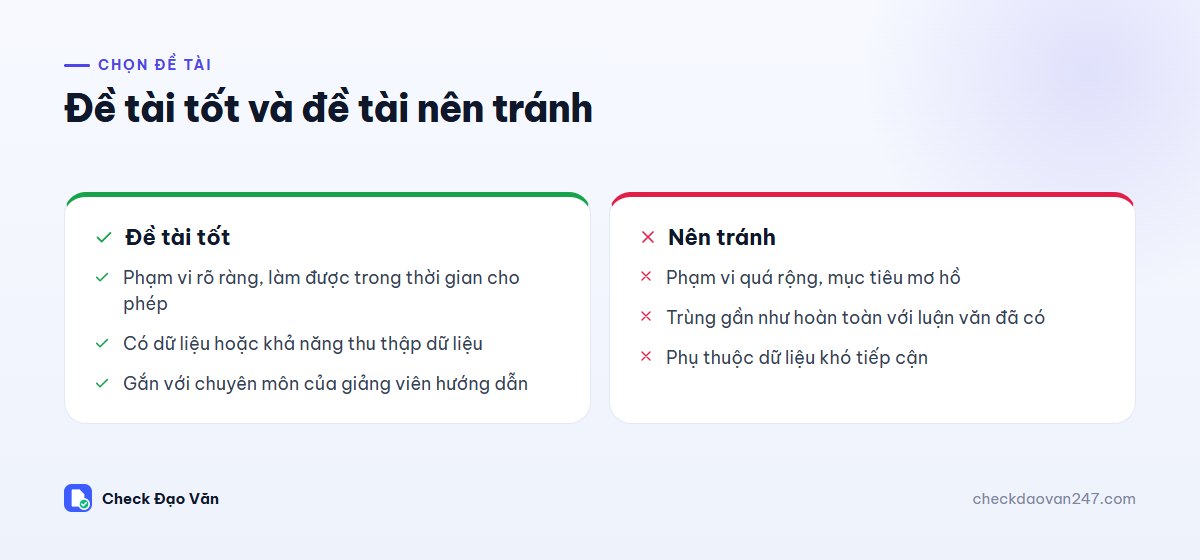 CHỌN ĐỀ TÀI
Đề tài tốt và đề tài nên tránh
Đề tài tốt
Phạm vi rõ ràng, làm được trong thời gian cho
phép
Có dữ liệu hoặc khả năng thu thập dữ liệu
Gắn với chuyên môn của giảng viên hướng dẫn
Nên tránh
Phạm vi quá rộng, mục tiêu mơ hồ
Trùng gần như hoàn toàn với luận văn đã có
Phụ thuộc dữ liệu khó tiếp cận
Check Đạo Văn
checkdaovan247.com